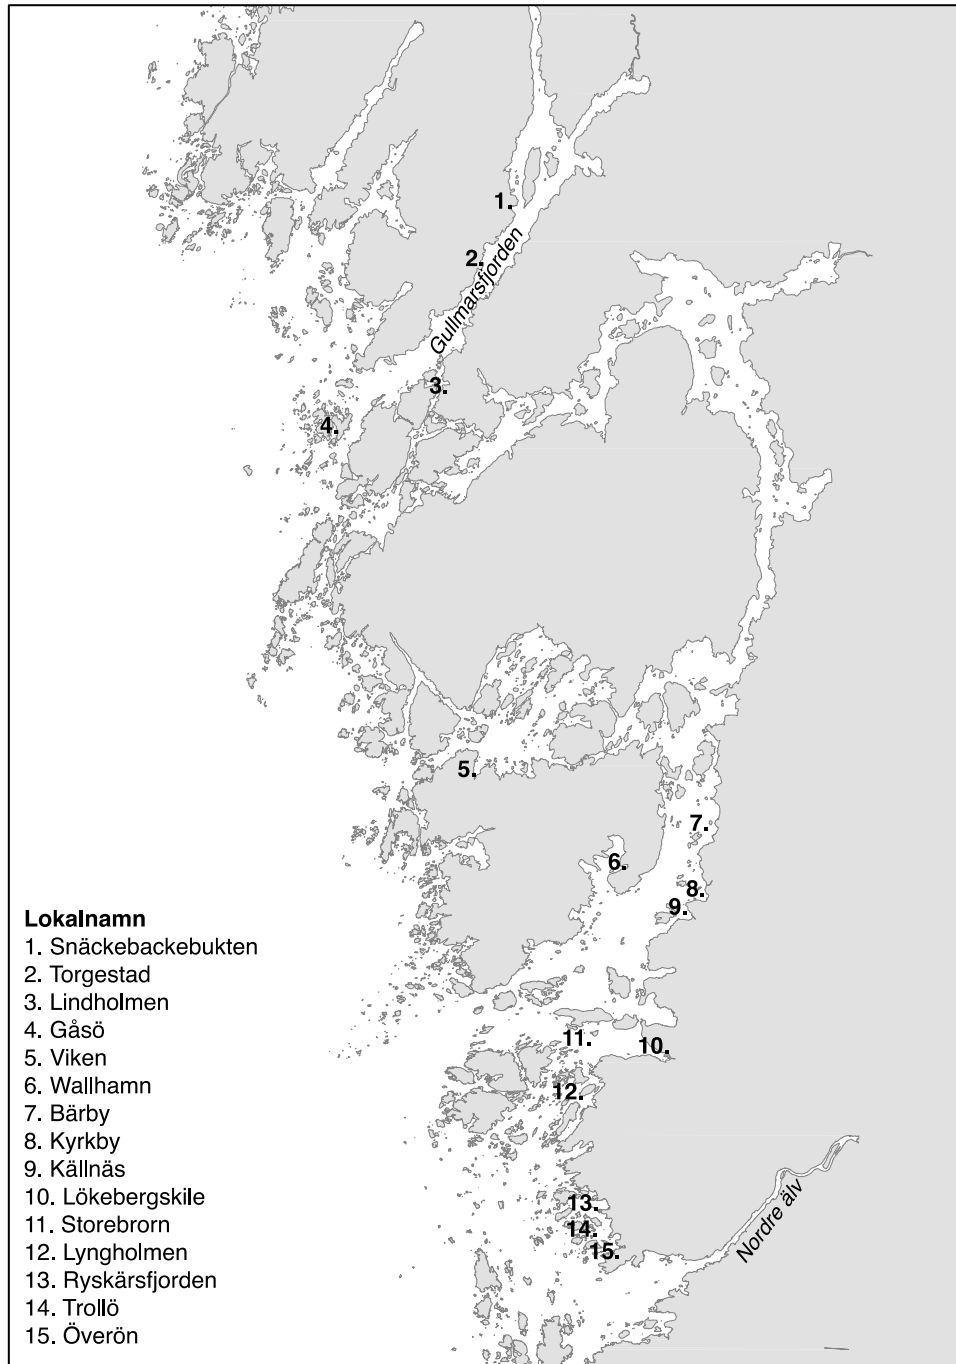 1.
2.
Gullmarsfjorden
3.
4.
5.
7.
6.
8.
9.
Lokalnamn
1. Snäckebackebukten
2. Torgestad
3. Lindholmen
4. Gåsö
5. Viken
6. Wallhamn
7. Bärby
8. Kyrkby
9. Källnäs
10. Lökebergskile
11. Storebrorn
12. Lyngholmen
13. Ryskärsfjorden
14. Trollö
15. Överön
11.
10.
12.
13.
14.
15.
Nordre älv